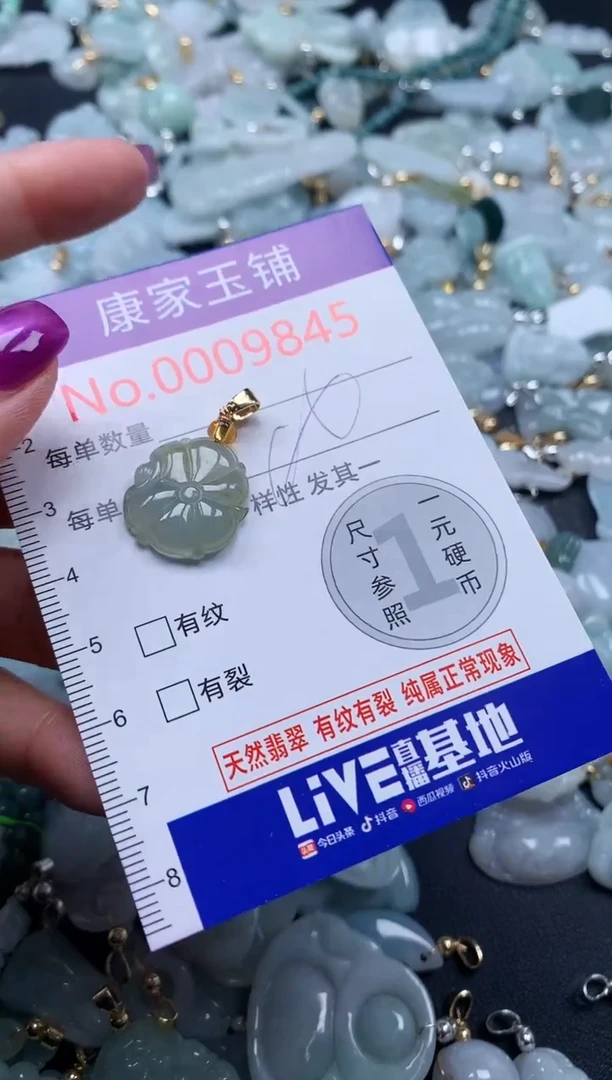 康家玉铺
No.0009845
每单数量
每单
样性 发其一
一元硬币
尺寸参照
1
有纹
有裂
天然翡翠 有纹有裂 纯属正常现象
LiVE直播基地
头条 今日头条 抖音 西瓜视频 抖音火山版
2
3
4
5
6
7
8